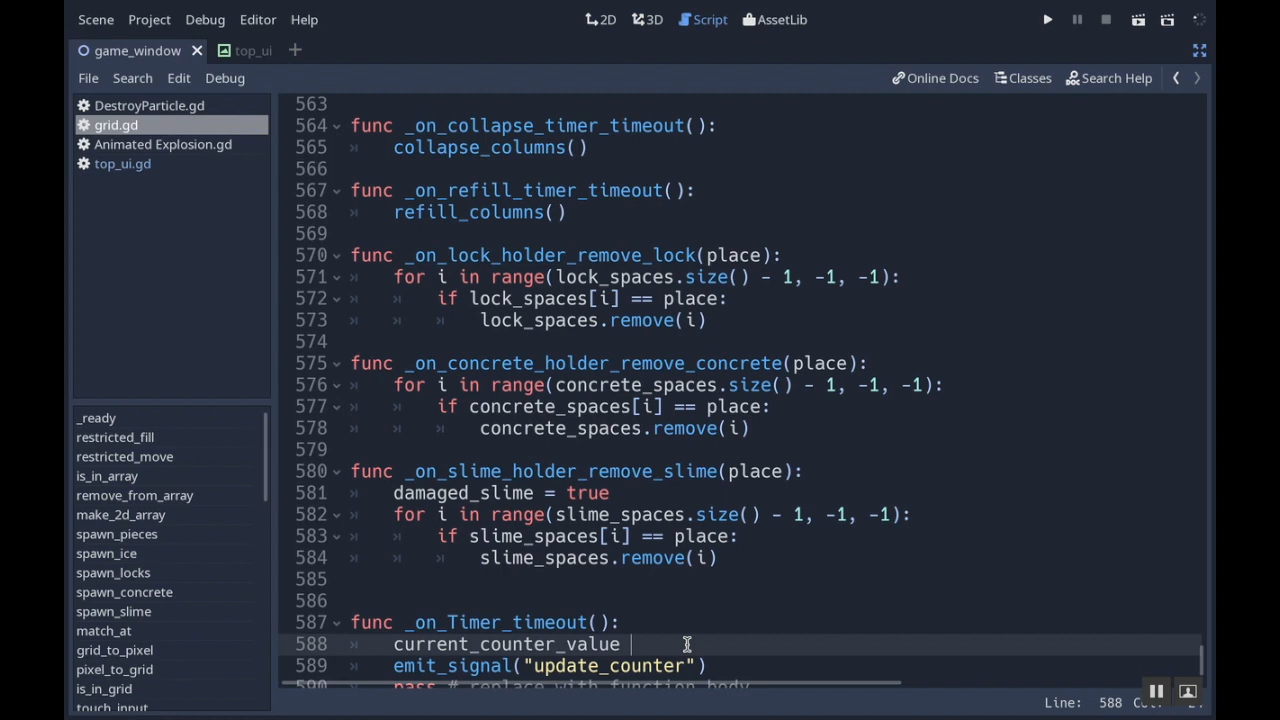 Scene Project Debug Editor Help 2D 3D Script AssetLib
game_window top_ui
File Search Edit Debug Online Docs Classes Search Help
DestroyParticle.gd
grid.gd
Animated Explosion.gd
top_ui.gd
_ready
restricted_fill
restricted_move
is_in_array
remove_from_array
make_2d_array
spawn_pieces
spawn_ice
spawn_locks
spawn_concrete
spawn_slime
match_at
grid_to_pixel
pixel_to_grid
is_in_grid
touch_input
563
564 func _on_collapse_timer_timeout():
565 collapse_columns()
566
567 func _on_refill_timer_timeout():
568 refill_columns()
569
570 func _on_lock_holder_remove_lock(place):
571 for i in range(lock_spaces.size() - 1, -1, -1):
572 if lock_spaces[i] == place:
573 lock_spaces.remove(i)
574
575 func _on_concrete_holder_remove_concrete(place):
576 for i in range(concrete_spaces.size() - 1, -1, -1):
577 if concrete_spaces[i] == place:
578 concrete_spaces.remove(i)
579
580 func _on_slime_holder_remove_slime(place):
581 damaged_slime = true
582 for i in range(slime_spaces.size() - 1, -1, -1):
583 if slime_spaces[i] == place:
584 slime_spaces.remove(i)
585
586
587 func _on_Timer_timeout():
588 current_counter_value
589 emit_signal("update_counter")
590 pass # replace with function body
Line: 588